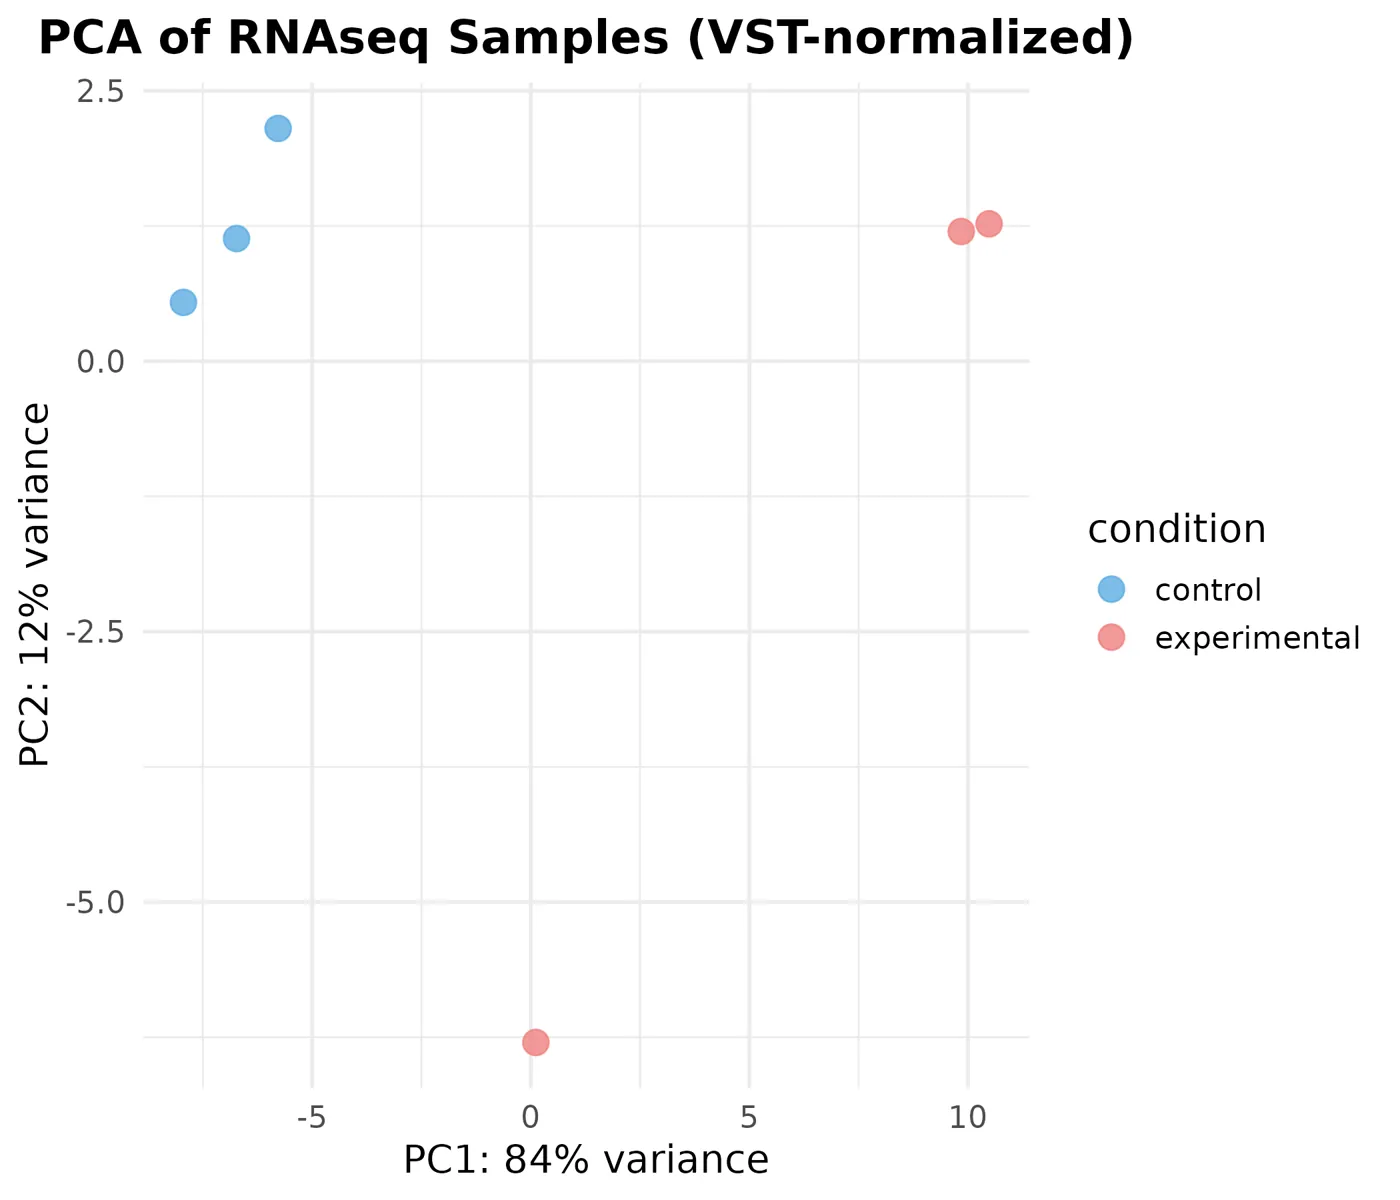 PCA of RNAseq Samples (VST-normalized)
2.5
0.0
-2.5
-5.0
PC2: 12% variance
-5
0
5
10
PC1: 84% variance
condition
control
experimental